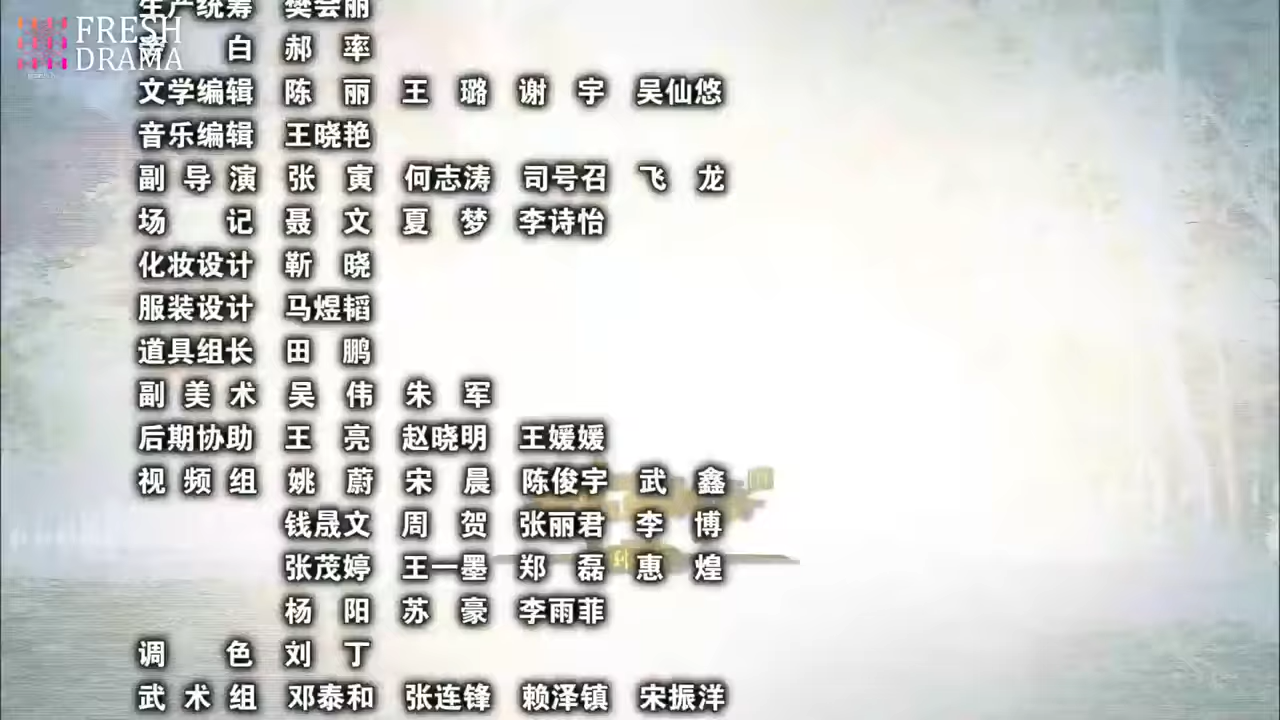 FRESH
DRAMA
生产统筹 樊会丽
旁 白 郝 率
文学编辑 陈 丽 王 璐 谢 宇 吴仙悠
音乐编辑 王晓艳
副 导 演 张 寅 何志涛 司号召 飞 龙
场 记 聂 文 夏 梦 李诗怡
化妆设计 靳 晓
服装设计 马煜韬
道具组长 田 鹏
副 美 术 吴 伟 朱 军
后期协助 王 亮 赵晓明 王媛媛
视 频 组 姚 蔚 宋 晨 陈俊宇 武 鑫
钱晟文 周 贺 张丽君 李 博
张茂婷 王一墨 郑 磊 惠 煌
杨 阳 苏 豪 李雨菲
调 色 刘 丁
武 术 组 邓泰和 张连锋 赖泽镇 宋振洋